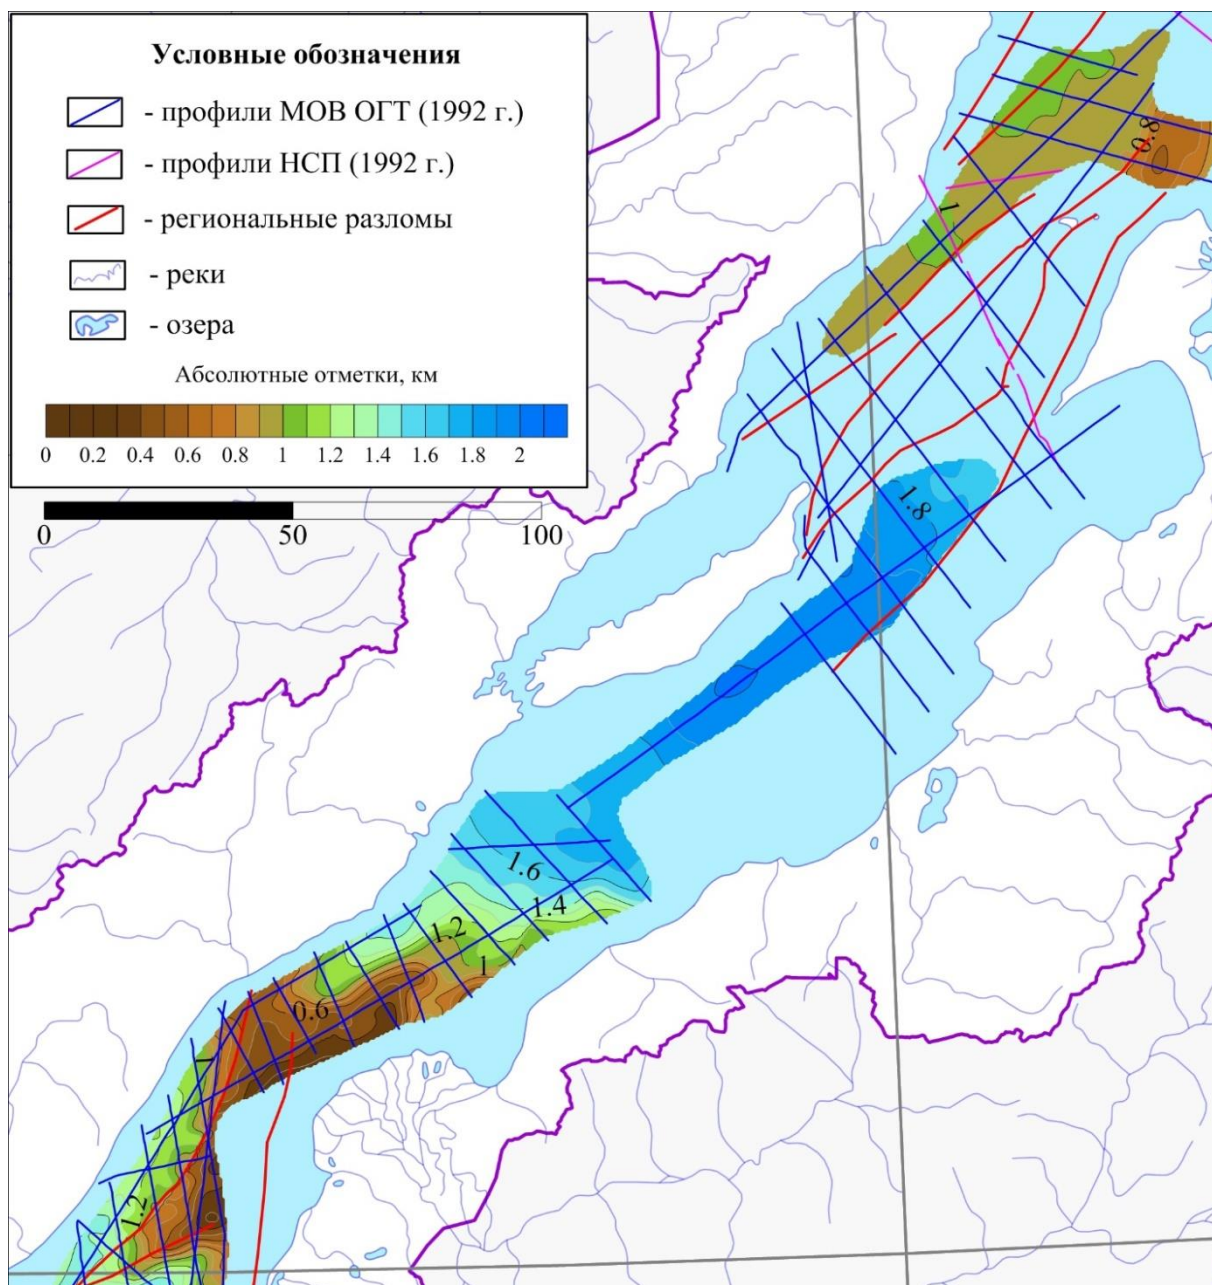 Условные обозначения
- профили МОВ ОГТ (1992 г.)
- профили НСП (1992 г.)
- региональные разломы
- реки
- озера
Абсолютные отметки, км
0 0.2 0.4 0.6 0.8 1 1.2 1.4 1.6 1.8 2
0 50 100
0.8
1
1.8
1.6
1.4
1.2
1
0.6
1
1.2